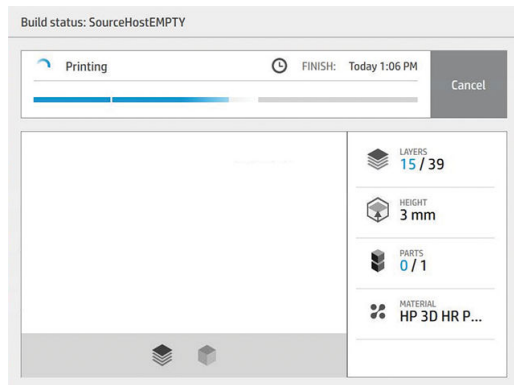 Build status: SourceHostEMPTY
Printing
FINISH: Today 1:06 PM
Cancel
LAYERS
15 / 39
HEIGHT
3 mm
PARTS
0 / 1
MATERIAL
HP 3D HR P...